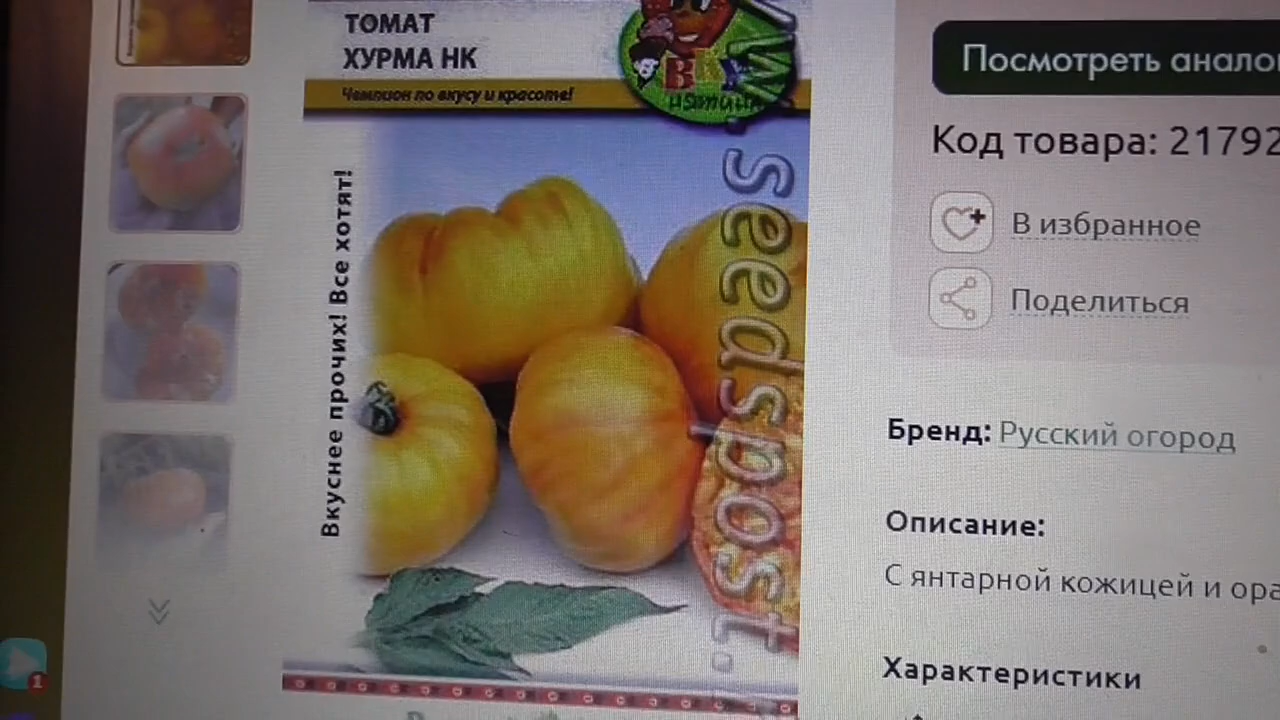 ТОМАТ
ХУРМА НК
Чемпион по вкусу и красоте!
Вкуснее прочих! Все хотят!
seedspost.
Посмотреть анало
Код товара: 21792
В избранное
Поделиться
Бренд: Русский огород
Описание:
С янтарной кожицей и ора
Характеристики
1